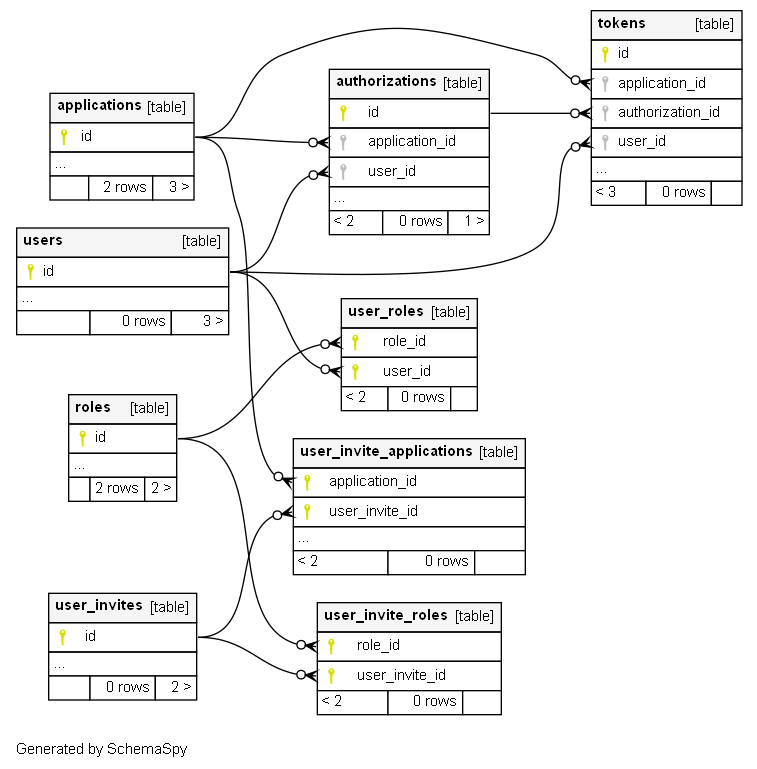 tokens [table]
id
application_id
authorization_id
user_id
...
< 3 0 rows
authorizations [table]
id
application_id
user_id
...
< 2 0 rows 1 >
applications [table]
id
...
2 rows 3 >
users [table]
id
...
0 rows 3 >
user_roles [table]
role_id
user_id
< 2 0 rows
roles [table]
id
...
2 rows 2 >
user_invite_applications [table]
application_id
user_invite_id
...
< 2 0 rows
user_invites [table]
id
...
0 rows 2 >
user_invite_roles [table]
role_id
user_invite_id
< 2 0 rows
Generated by SchemaSpy